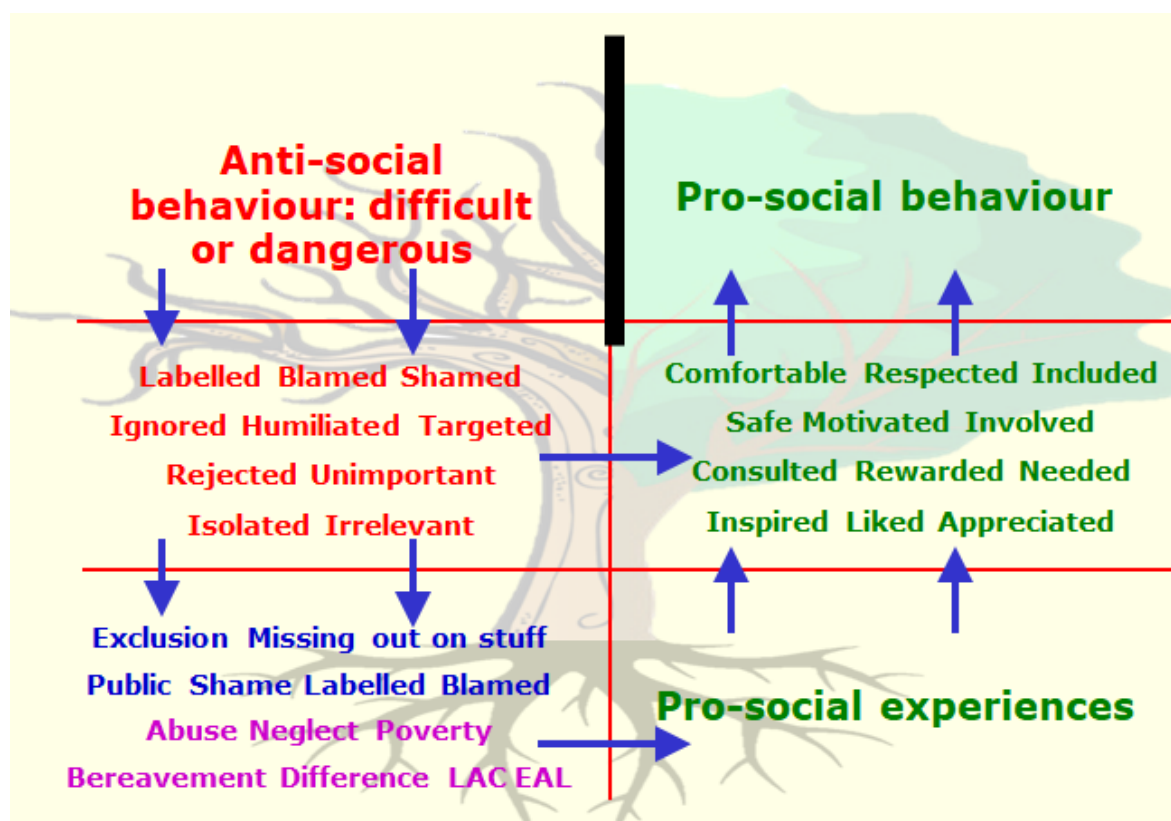 Anti-social
behaviour: difficult
or dangerous
Pro-social behaviour
Labelled Blamed Shamed
Ignored Humiliated Targeted
Rejected Unimportant
Isolated Irrelevant
Comfortable Respected Included
Safe Motivated Involved
Consulted Rewarded Needed
Inspired Liked Appreciated
Exclusion Missing out on stuff
Public Shame Labelled Blamed
Abuse Neglect Poverty
Bereavement Difference LAC EAL
Pro-social experiences